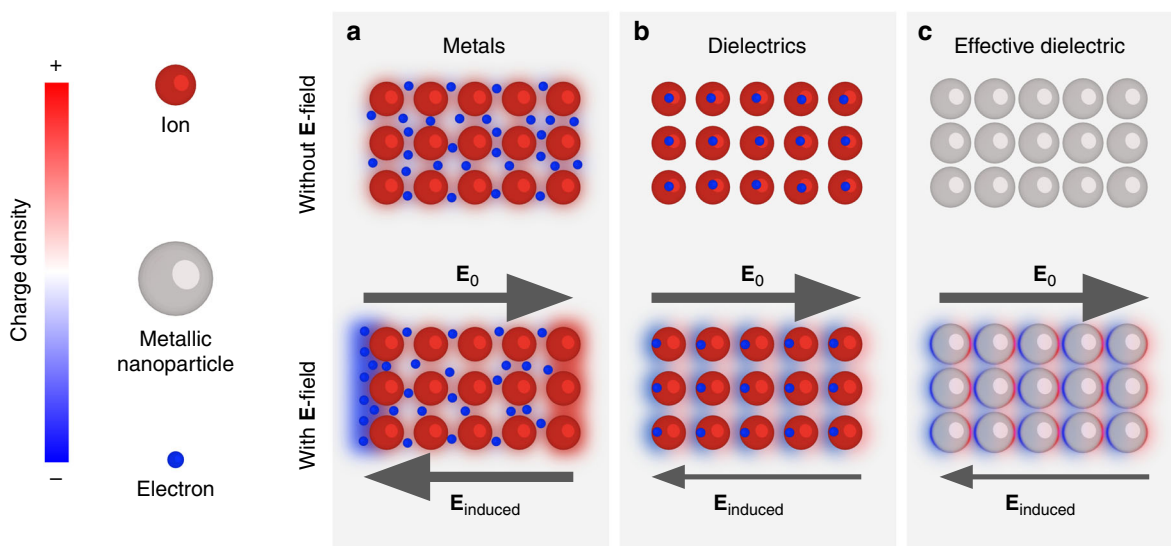 +
Charge density
–
Ion
Metallic
nanoparticle
Electron
Without E-field
With E-field
a
Metals
E0
Einduced
b
Dielectrics
E0
Einduced
c
Effective dielectric
E0
Einduced